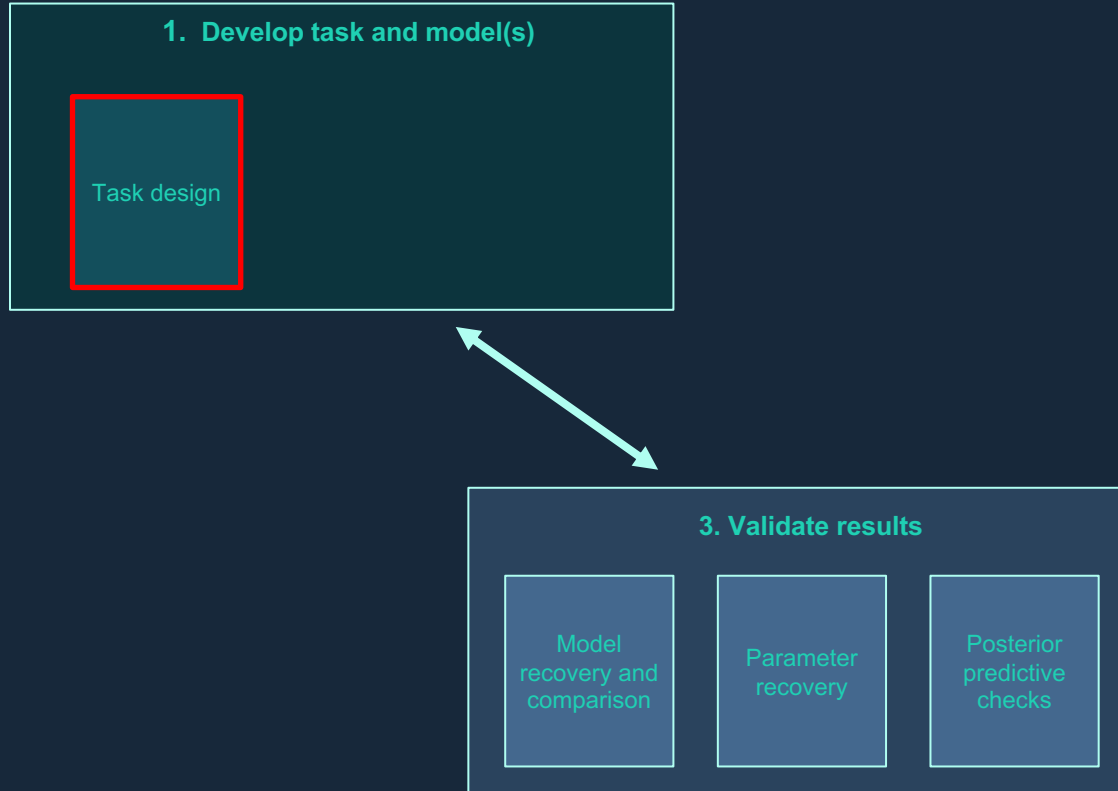 1. Develop task and model(s)
Task design
3. Validate results
Model
recovery and
comparison
Parameter
recovery
Posterior
predictive
checks